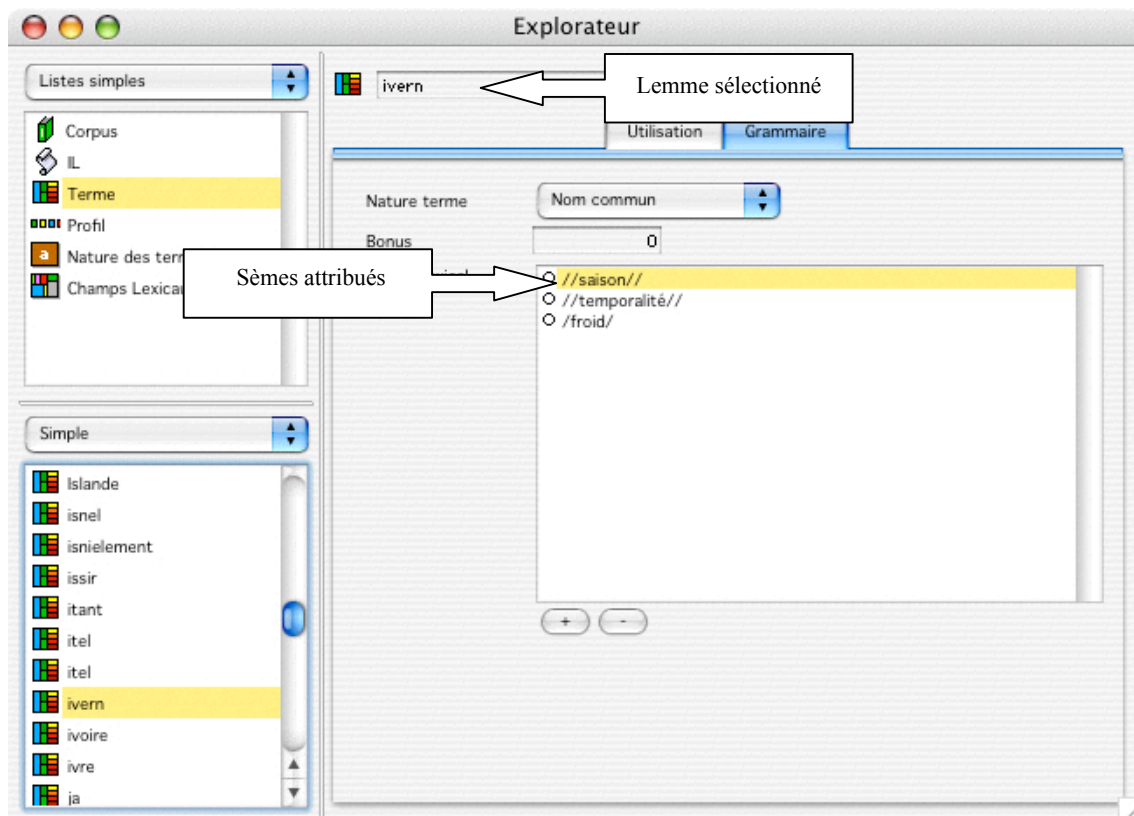 Explorateur
Listes simples
Corpus
IL
Terme
Profil
Nature des terr
Champs Lexicau
Simple
Islande
isnel
isnielement
issir
itant
itel
itel
ivern
ivoire
ivre
ja
ivern
Lemme sélectionné
Utilisation Grammaire
Nature terme Nom commun
Bonus 0
Sèmes attribués
//saison//
//temporalité//
/froid/
+ -